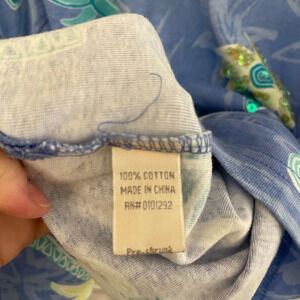 100% COTTON
MADE IN CHINA
RN#0101292
Pre-shrunk